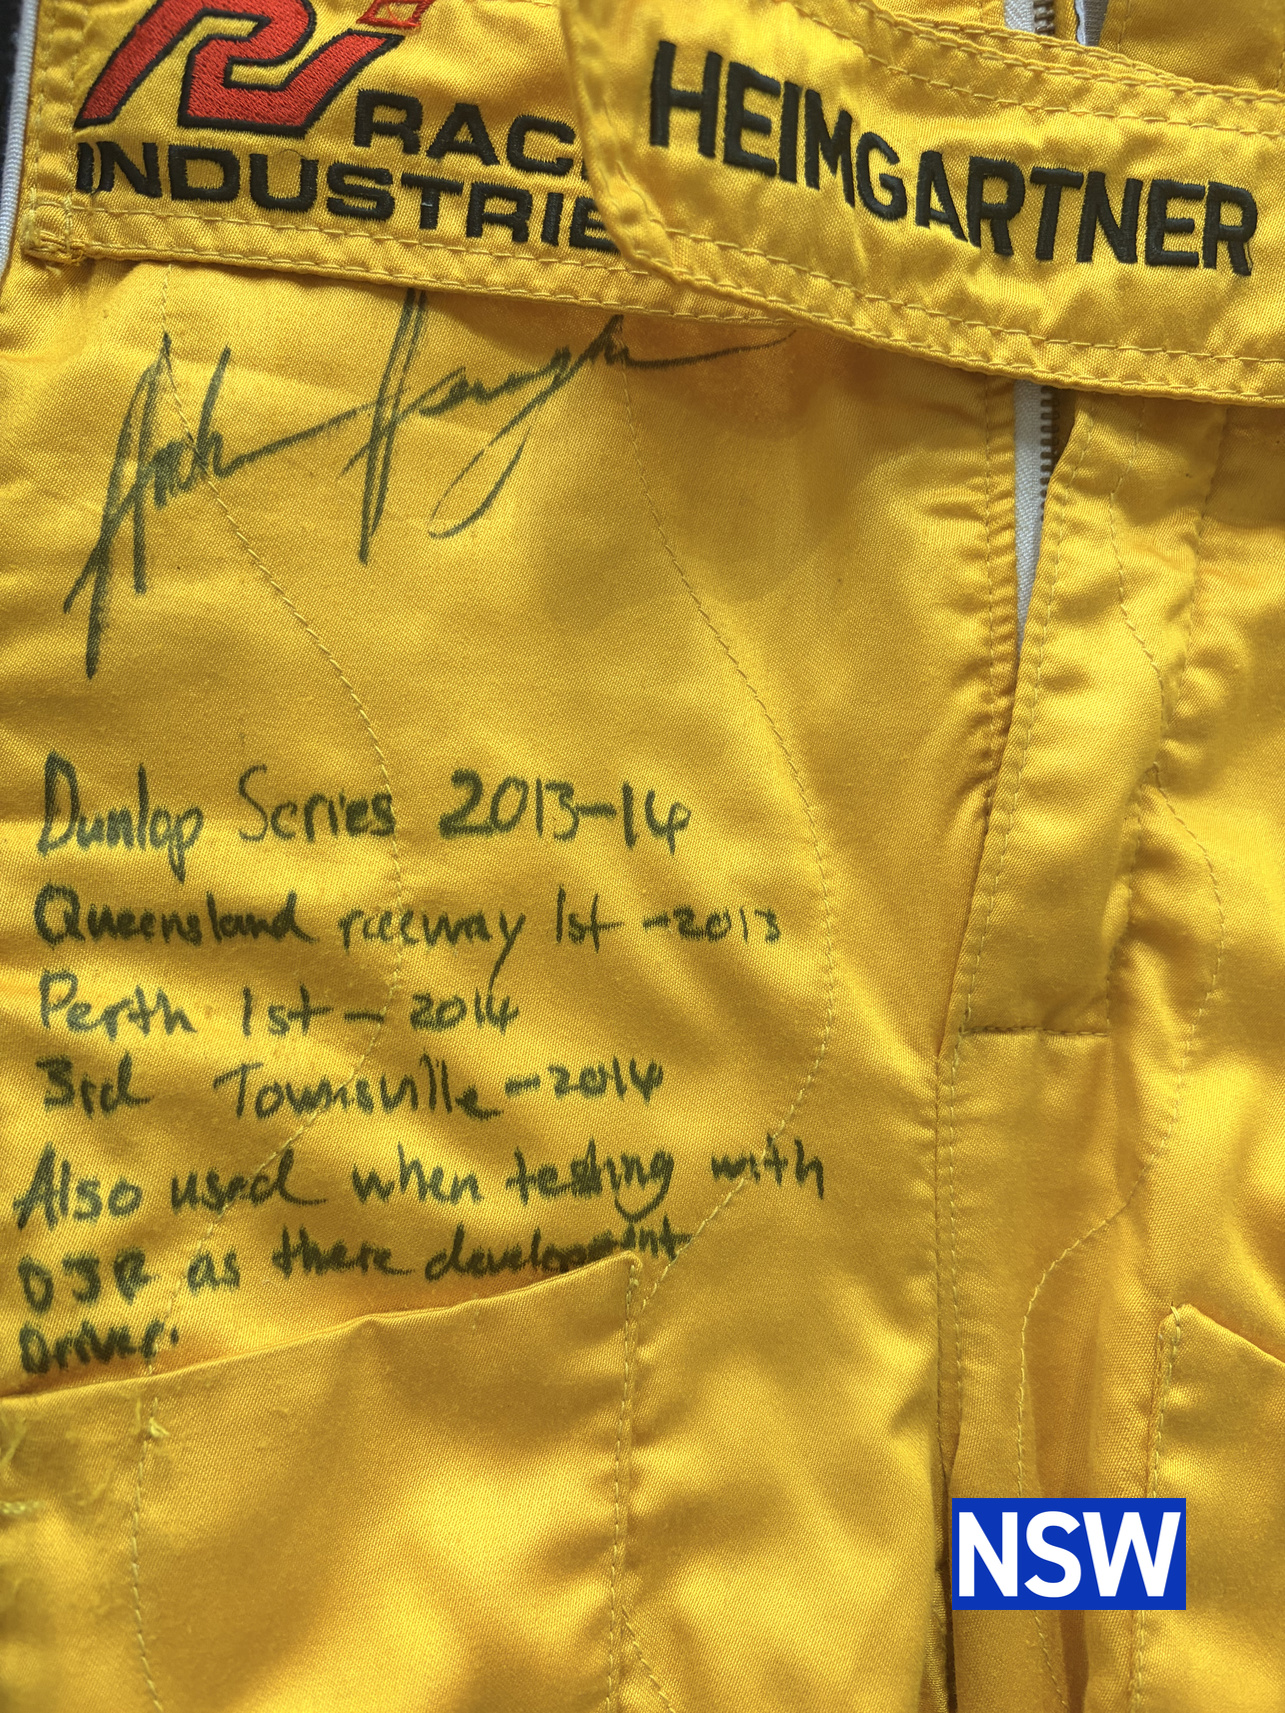 RACE
INDUSTRIE
HEIMGARTNER
Dunlop Series 2013-14
Queensland raceway 1st -2013
Perth 1st - 2014
3rd Townsville - 2014
Also used when testing with
DJR as there development
Driver.
NSW